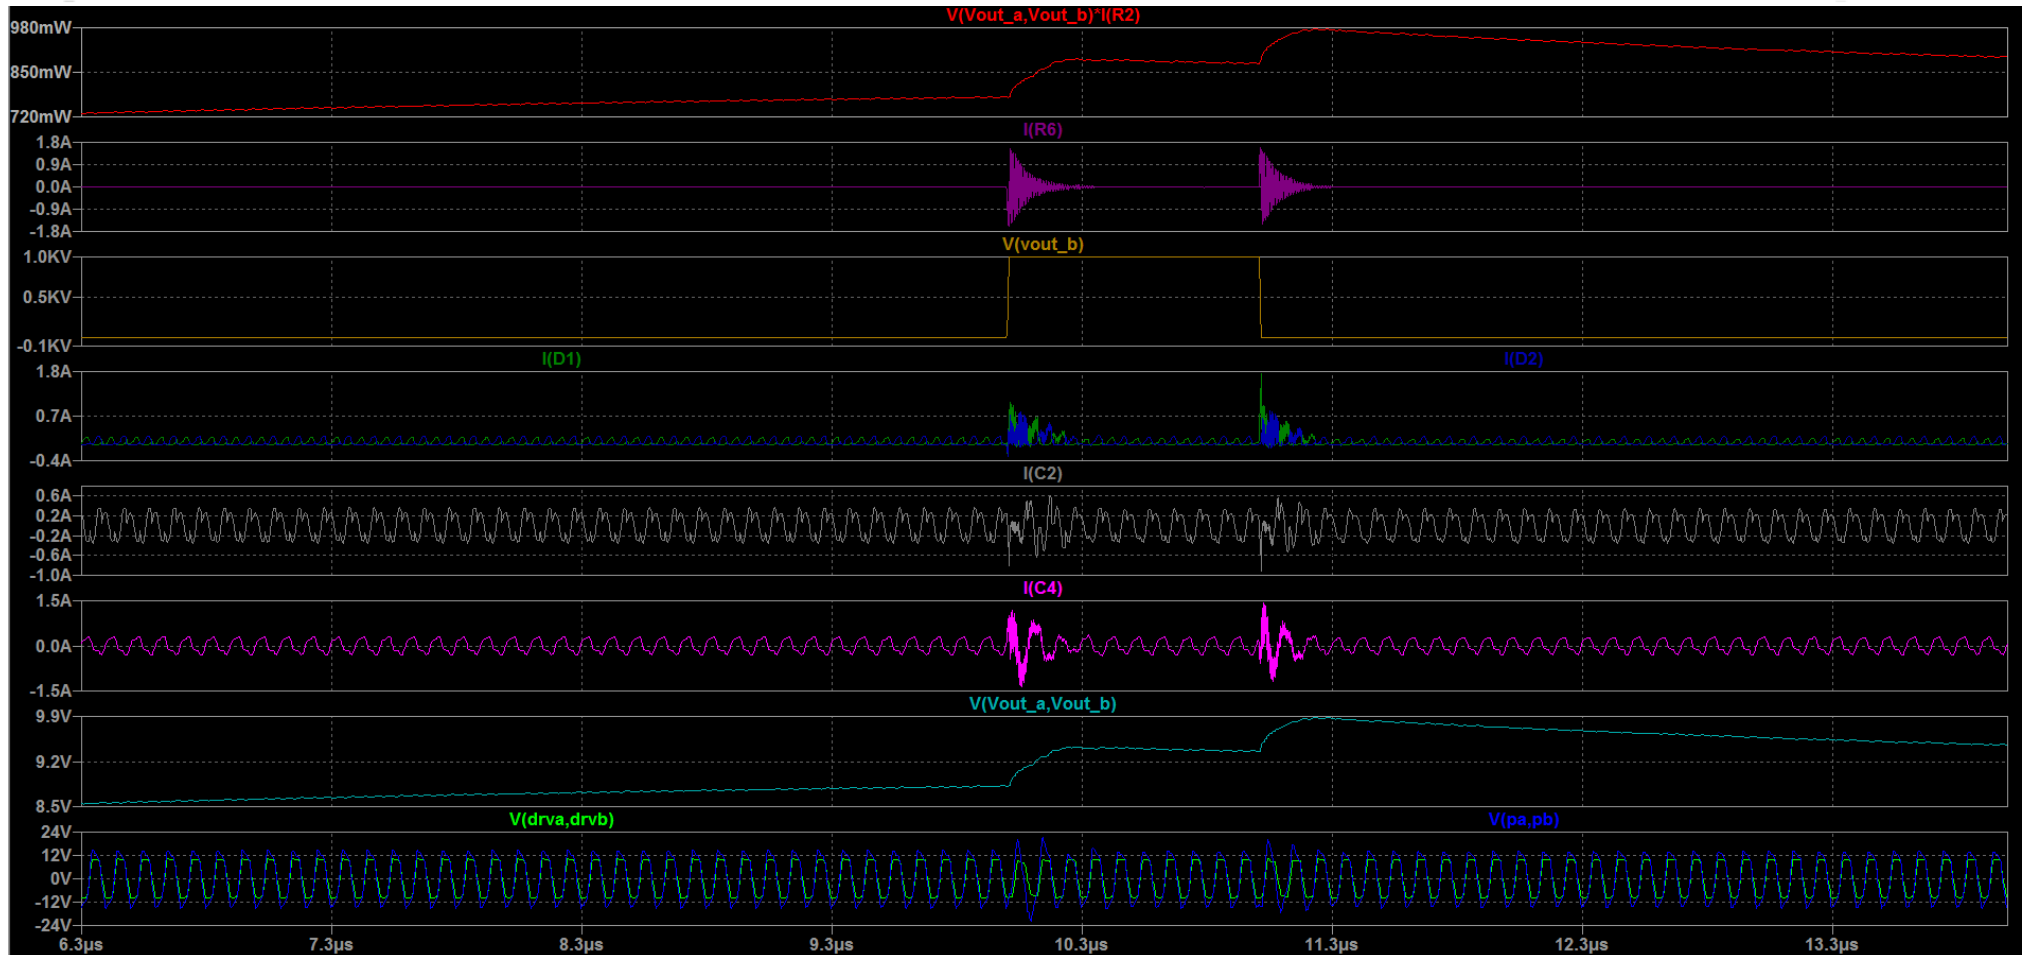 V(Vout_a,Vout_b)*I(R2)
980mW
850mW
720mW
I(R6)
1.8A
0.9A
0.0A
-0.9A
-1.8A
V(vout_b)
1.0KV
0.5KV
-0.1KV
I(D1) I(D2)
1.8A
0.7A
-0.4A
I(C2)
0.6A
0.2A
-0.2A
-0.6A
-1.0A
I(C4)
1.5A
0.0A
-1.5A
V(Vout_a,Vout_b)
9.9V
9.2V
8.5V
V(drva,drvb) V(pa,pb)
24V
12V
0V
-12V
-24V
6.3µs 7.3µs 8.3µs 9.3µs 10.3µs 11.3µs 12.3µs 13.3µs